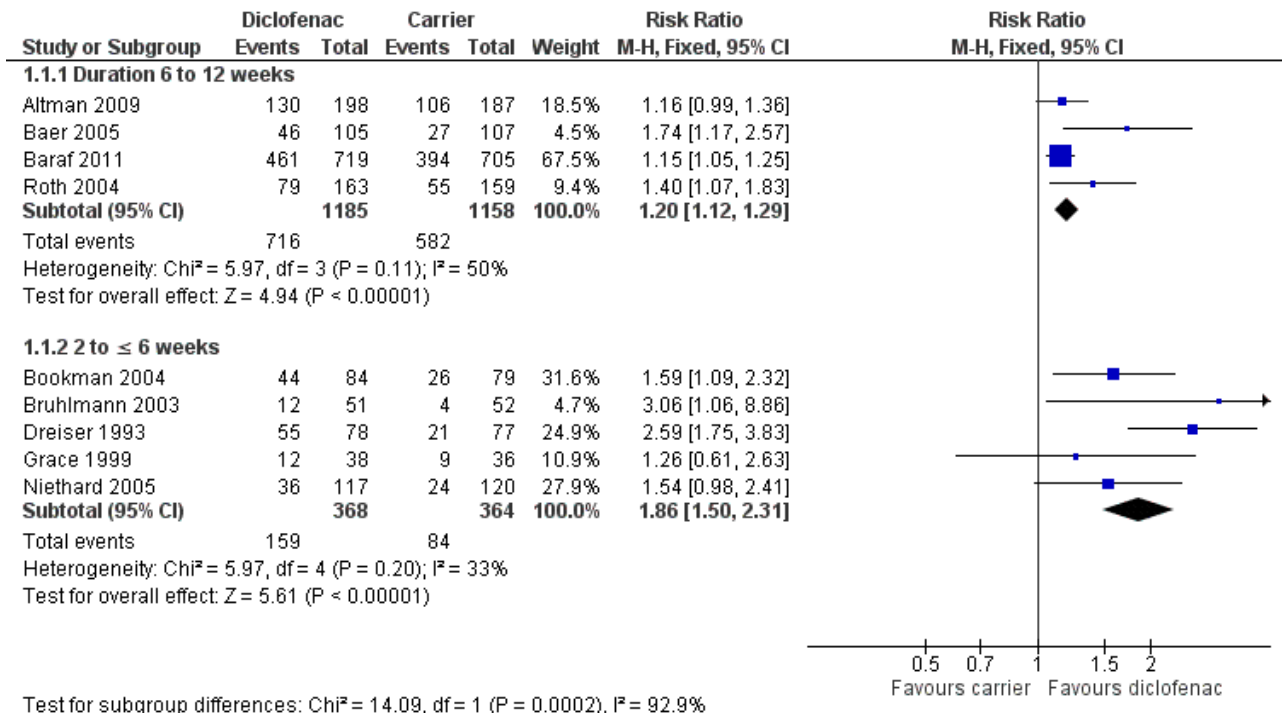 Diclofenac Carrier Risk Ratio Risk Ratio
Study or Subgroup Events Total Events Total Weight M-H, Fixed, 95% CI M-H, Fixed, 95% CI
1.1.1 Duration 6 to 12 weeks
Altman 2009 130 198 106 187 18.5% 1.16 [0.99, 1.36]
Baer 2005 46 105 27 107 4.5% 1.74 [1.17, 2.57]
Baraf 2011 461 719 394 705 67.5% 1.15 [1.05, 1.25]
Roth 2004 79 163 55 159 9.4% 1.40 [1.07, 1.83]
Subtotal (95% CI) 1185 1158 100.0% 1.20 [1.12, 1.29]
Total events 716 582
Heterogeneity: Chi² = 5.97, df = 3 (P = 0.11); I² = 50%
Test for overall effect: Z = 4.94 (P < 0.00001)
1.1.2 2 to ≤ 6 weeks
Bookman 2004 44 84 26 79 31.6% 1.59 [1.09, 2.32]
Bruhlmann 2003 12 51 4 52 4.7% 3.06 [1.06, 8.86]
Dreiser 1993 55 78 21 77 24.9% 2.59 [1.75, 3.83]
Grace 1999 12 38 9 36 10.9% 1.26 [0.61, 2.63]
Niethard 2005 36 117 24 120 27.9% 1.54 [0.98, 2.41]
Subtotal (95% CI) 368 364 100.0% 1.86 [1.50, 2.31]
Total events 159 84
Heterogeneity: Chi² = 5.97, df = 4 (P = 0.20); I² = 33%
Test for overall effect: Z = 5.61 (P < 0.00001)
0.5 0.7 1 1.5 2
Favours carrier Favours diclofenac
Test for subgroup differences: Chi² = 14.09, df = 1 (P = 0.0002), I² = 92.9%